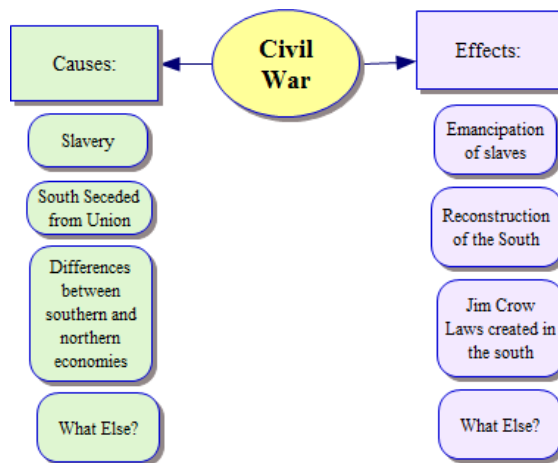 Civil
War
Causes:
Slavery
South Seceded
from Union
Differences
between
southern and
northern
economies
What Else?
Effects:
Emancipation
of slaves
Reconstruction
of the South
Jim Crow
Laws created in
the south
What Else?